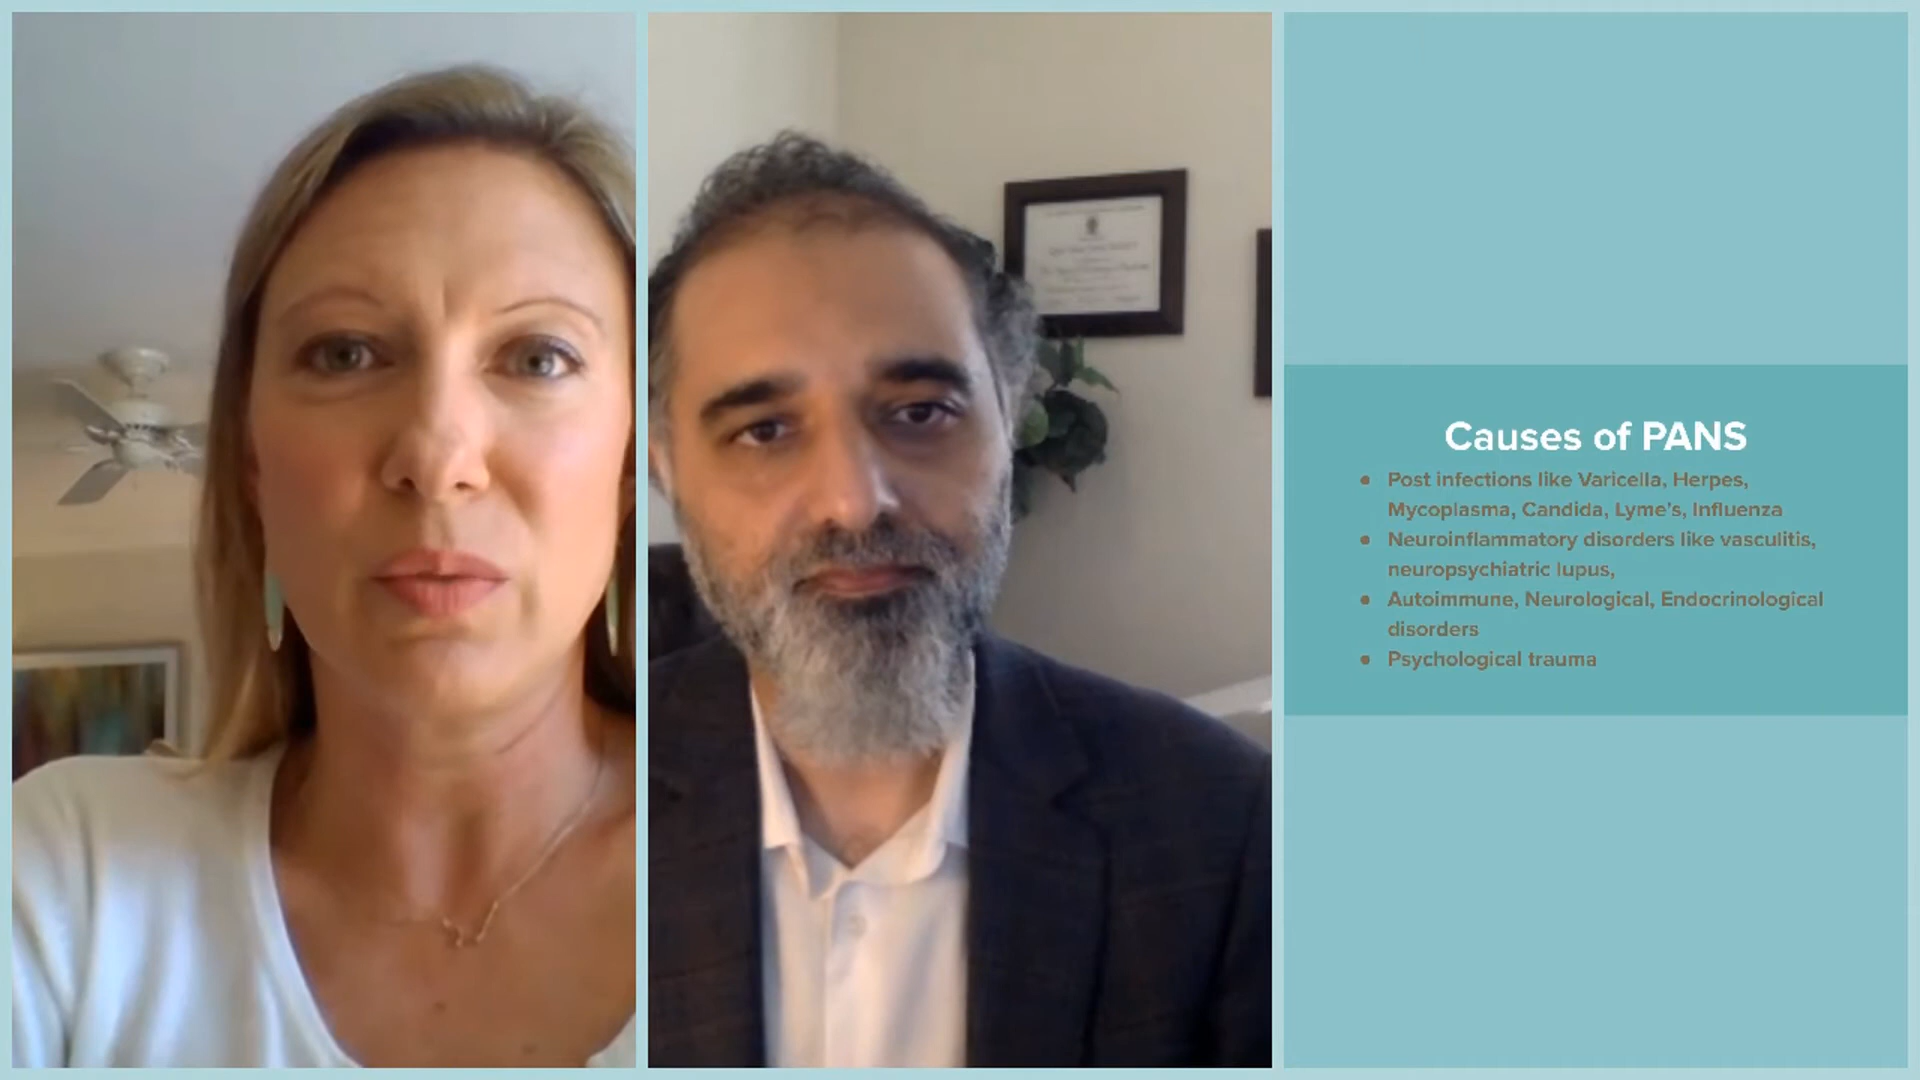 Causes of PANS
• Post infections like Varicella, Herpes,
Mycoplasma, Candida, Lyme's, Influenza
• Neuroinflammatory disorders like vasculitis,
neuropsychiatric lupus,
• Autoimmune, Neurological, Endocrinological
disorders
• Psychological trauma